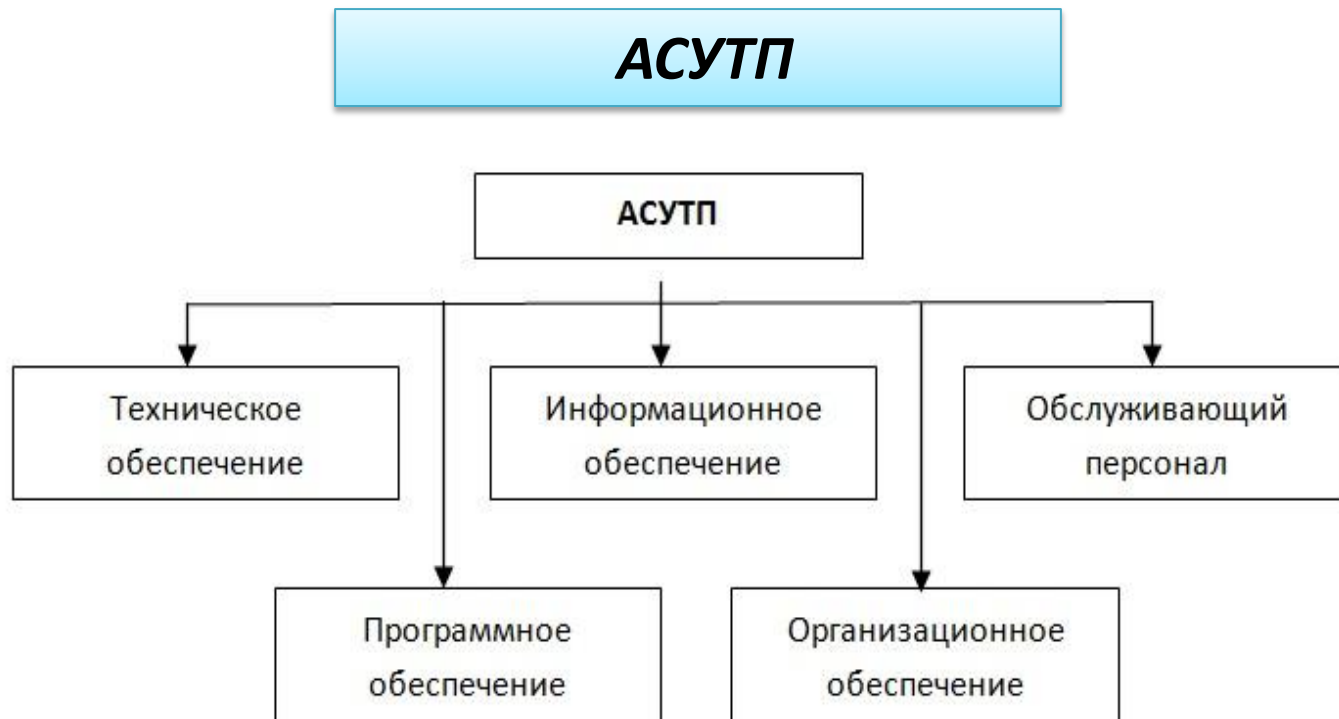 АСУТП
АСУТП
Техническое
обеспечение
Информационное
обеспечение
Обслуживающий
персонал
Программное
обеспечение
Организационное
обеспечение